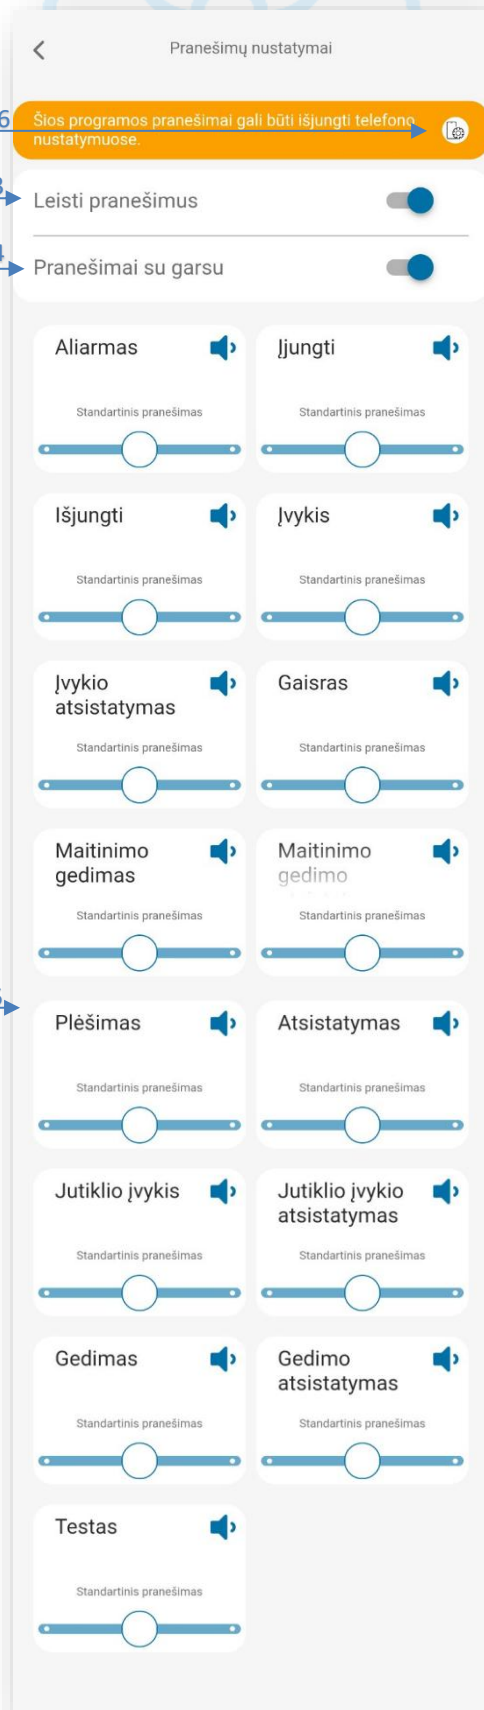 Pranešimų nustatymai
6
Šios programos pranešimai gali būti išjungti telefono
nustatymuose.
3
Leisti pranešimus
4
Pranešimai su garsu
Aliarmas
Įjungti
Standartinis pranešimas
Standartinis pranešimas
Išjungti
Įvykis
Standartinis pranešimas
Standartinis pranešimas
Įvykio
atsistatymas
Gaisras
Standartinis pranešimas
Standartinis pranešimas
Maitinimo
gedimas
Maitinimo
gedimo
Standartinis pranešimas
Standartinis pranešimas
5
Plėšimas
Atsistatymas
Standartinis pranešimas
Standartinis pranešimas
Jutiklio įvykis
Jutiklio įvykio
atsistatymas
Standartinis pranešimas
Standartinis pranešimas
Gedimas
Gedimo
atsistatymas
Standartinis pranešimas
Standartinis pranešimas
Testas
Standartinis pranešimas